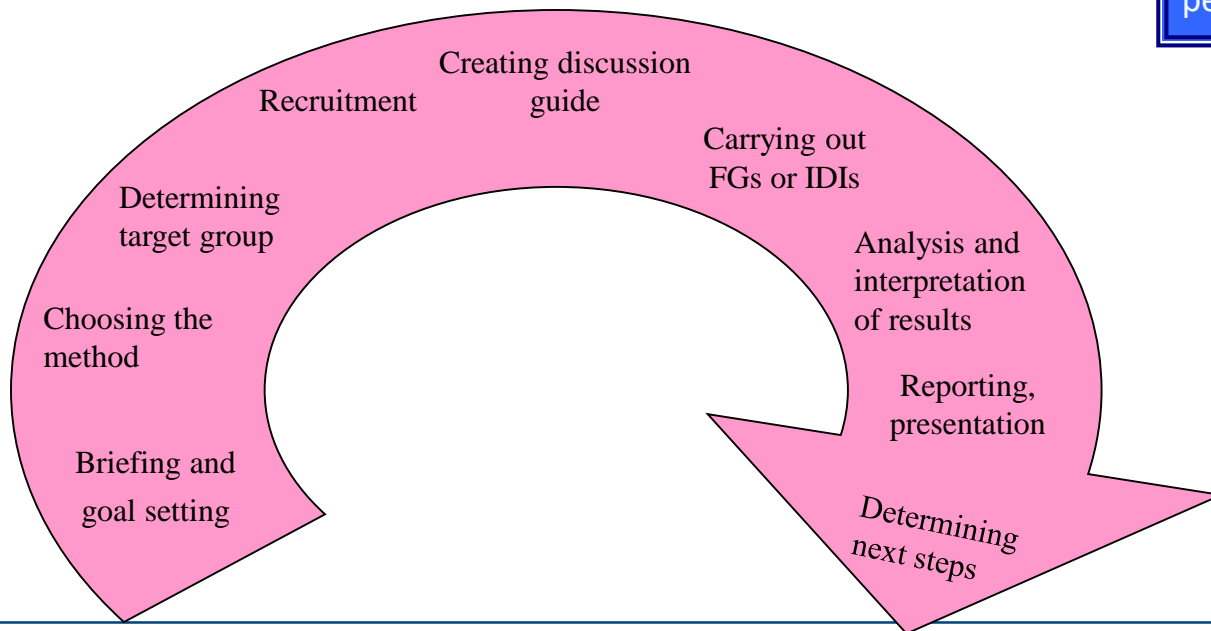 Briefing and
goal setting
Choosing the
method
Determining
target group
Recruitment
Creating discussion
guide
Carrying out
FGs or IDIs
Analysis and
interpretation
of results
Reporting,
presentation
Determining
next steps